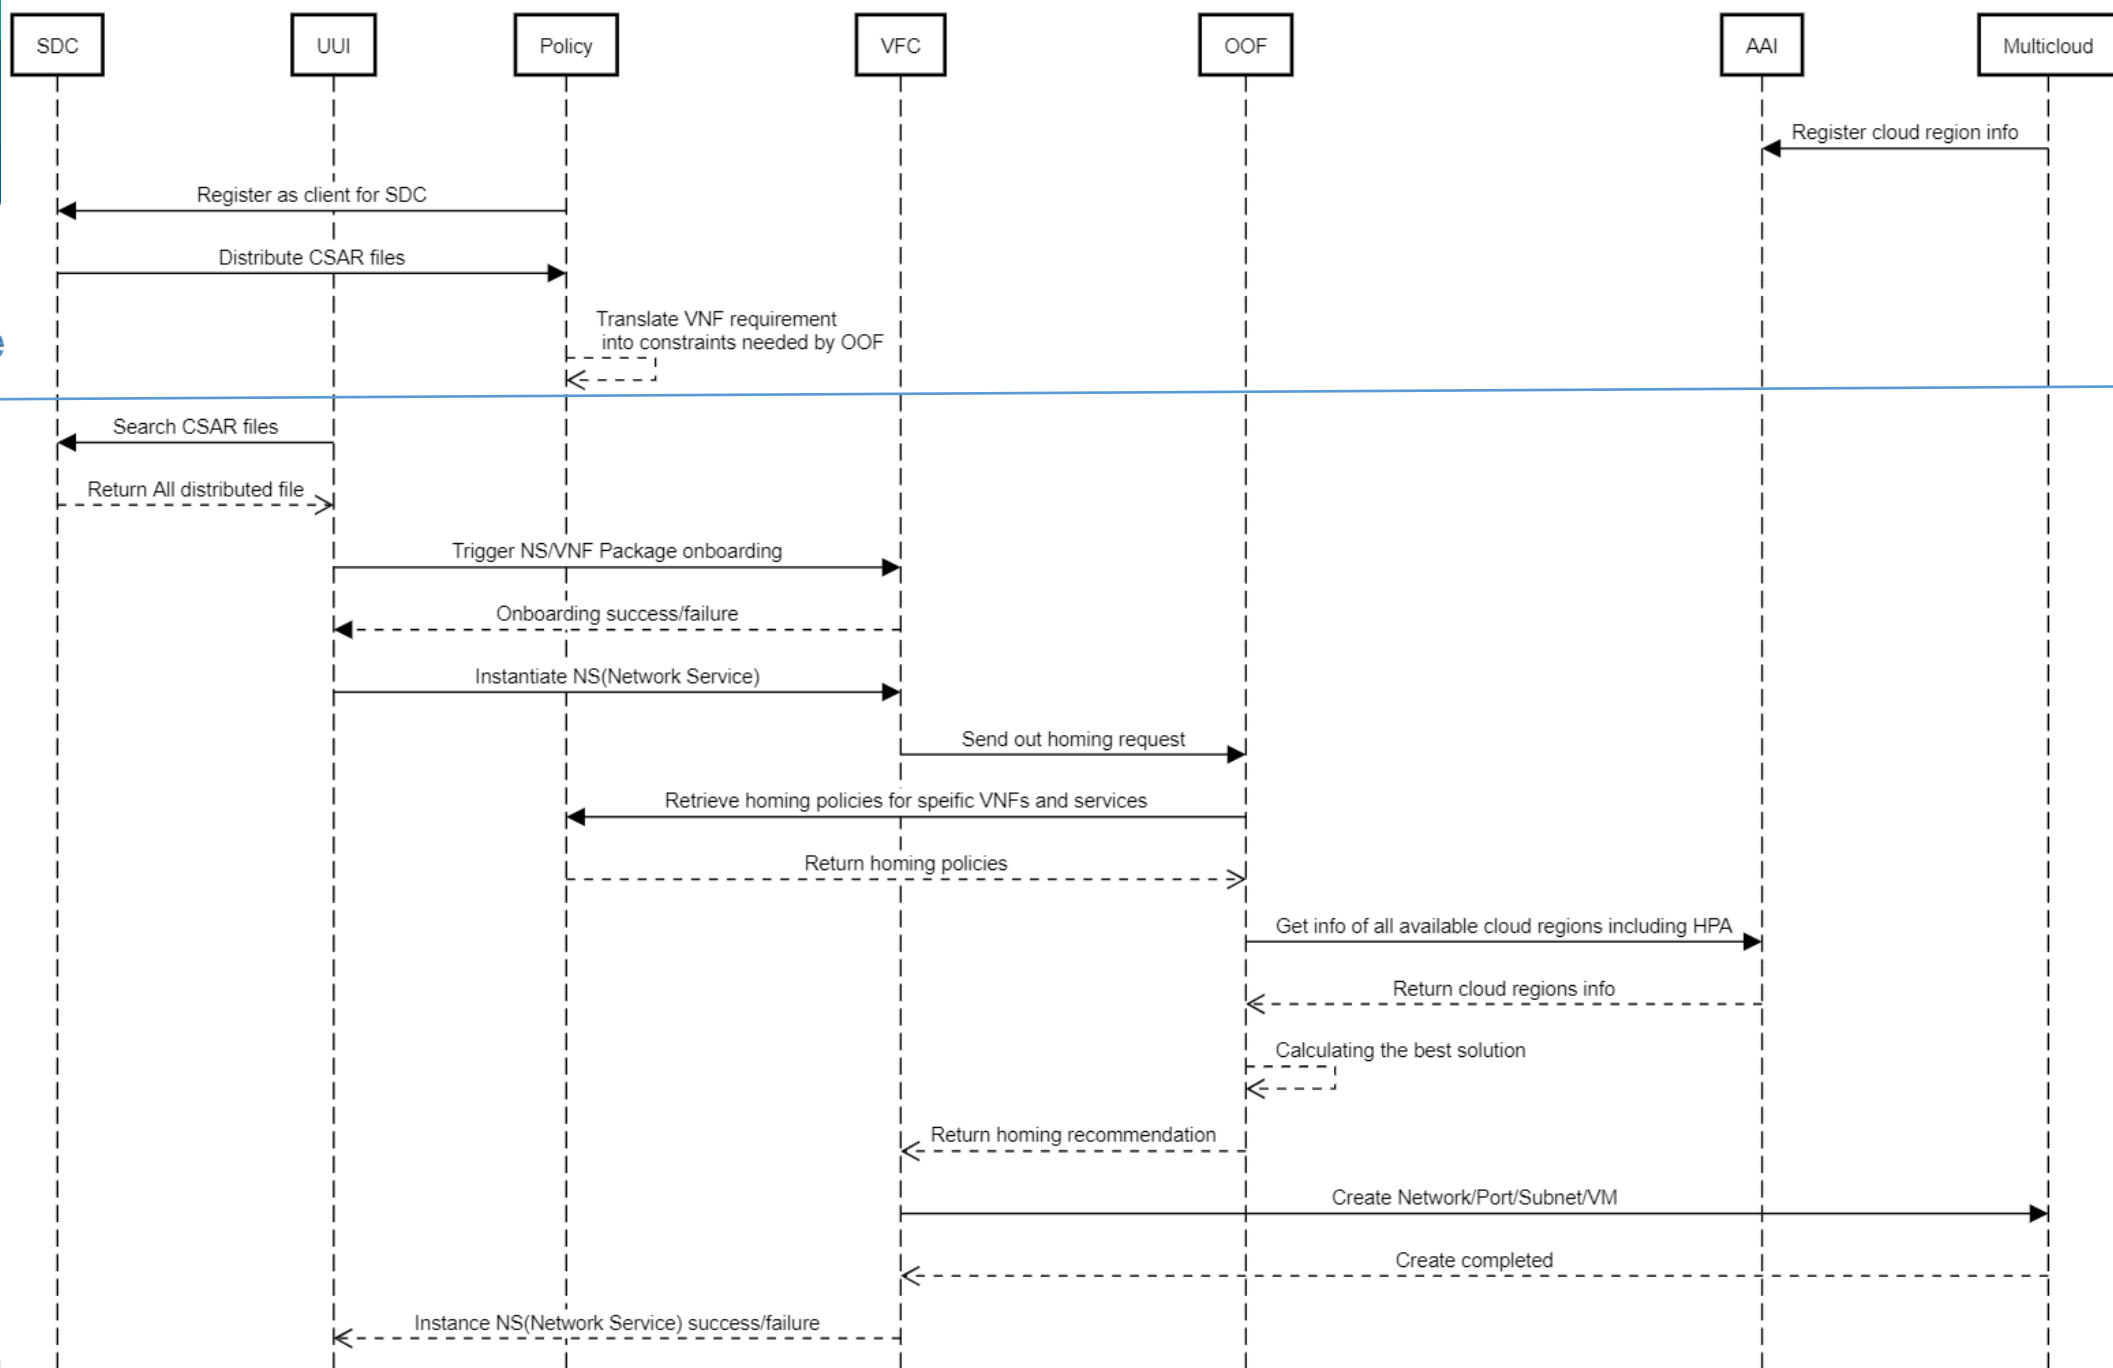 SDC
UUI
Policy
VFC
OOF
AAI
Multicloud
Register cloud region info
Register as client for SDC
Distribute CSAR files
Translate VNF requirement
into constraints needed by OOF
Search CSAR files
Return All distributed file
Trigger NS/VNF Package onboarding
Onboarding success/failure
Instantiate NS(Network Service)
Send out homing request
Retrieve homing policies for speific VNFs and services
Return homing policies
Get info of all available cloud regions including HPA
Return cloud regions info
Calculating the best solution
Return homing recommendation
Create Network/Port/Subnet/VM
Create completed
Instance NS(Network Service) success/failure